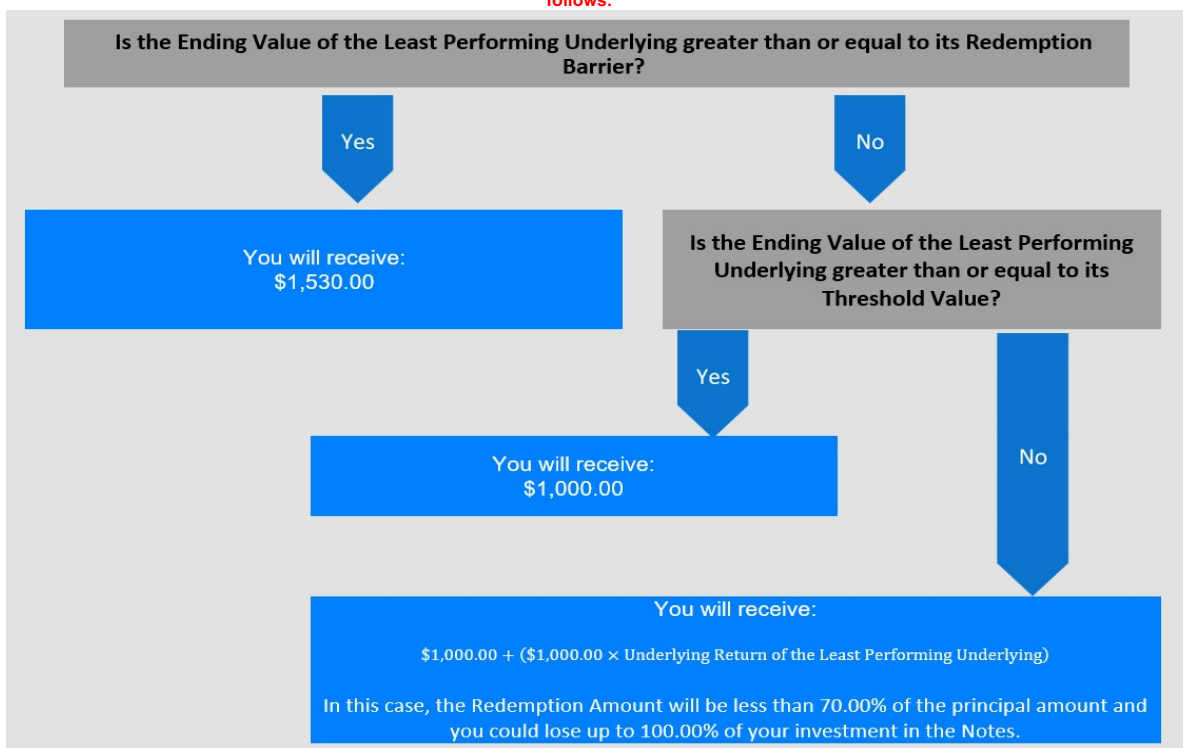 follows:
Is the Ending Value of the Least Performing Underlying greater than or equal to its Redemption
Barrier?
Yes
No
You will receive:
$1,530.00
Is the Ending Value of the Least Performing
Underlying greater than or equal to its
Threshold Value?
Yes
No
You will receive:
$1,000.00
You will receive:
$1,000.00 + ($1,000.00 × Underlying Return of the Least Performing Underlying)
In this case, the Redemption Amount will be less than 70.00% of the principal amount and
you could lose up to 100.00% of your investment in the Notes.